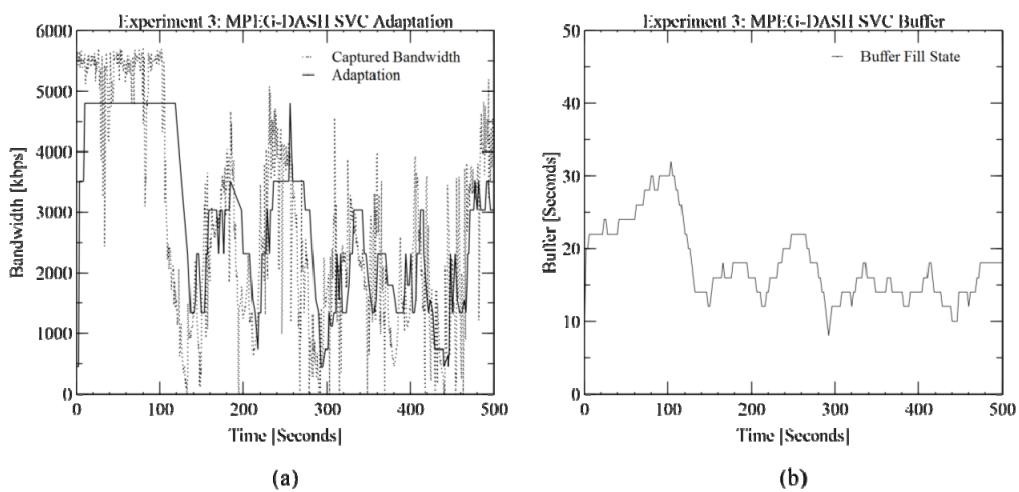 Experiment 3: MPEG-DASH SVC Adaptation
6000
5000
4000
3000
2000
1000
0
Bandwidth [kbps]
Captured Bandwidth
Adaptation
0 100 200 300 400 500
Time [Seconds]
(a)
Experiment 3: MPEG-DASH SVC Buffer
50
40
30
20
10
0
Buffer [Seconds]
Buffer Fill State
0 100 200 300 400 500
Time [Seconds]
(b)